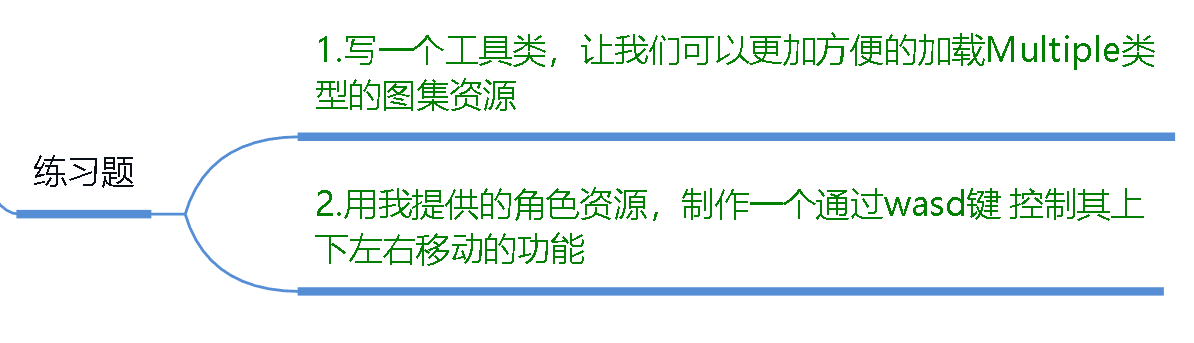 练习题
1.写一个工具类，让我们可以更加方便的加载Multiple类
型的图集资源
2.用我提供的角色资源，制作一个通过wasd键 控制其上
下左右移动的功能